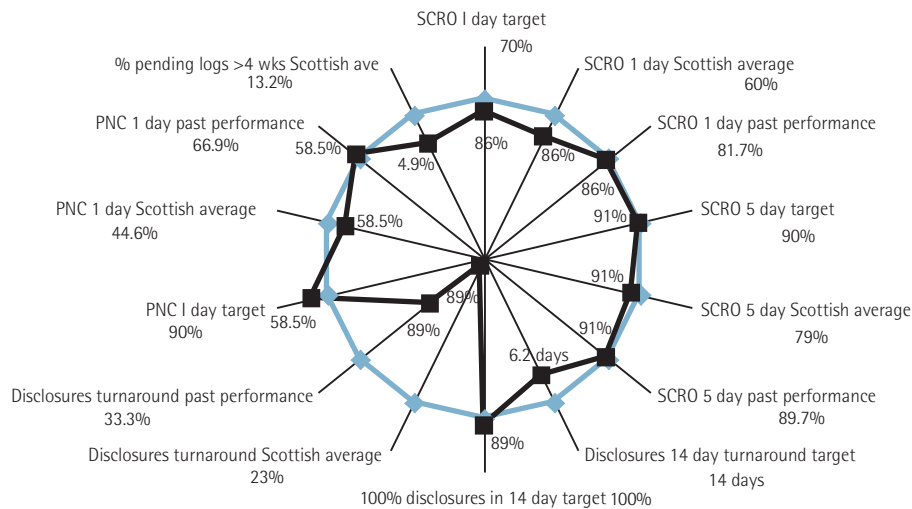 SCRO I day target
70%
% pending logs >4 wks Scottish ave
13.2%
SCRO 1 day Scottish average
60%
PNC 1 day past performance
66.9%
58.5%
4.9%
86%
86%
SCRO 1 day past performance
81.7%
86%
PNC 1 day Scottish average
44.6%
58.5%
91%
SCRO 5 day target
90%
PNC I day target
90%
58.5%
89%
89%
91%
SCRO 5 day Scottish average
79%
91%
6.2 days
Disclosures turnaround past performance
33.3%
SCRO 5 day past performance
89.7%
Disclosures turnaround Scottish average
23%
89%
Disclosures 14 day turnaround target
14 days
100% disclosures in 14 day target 100%